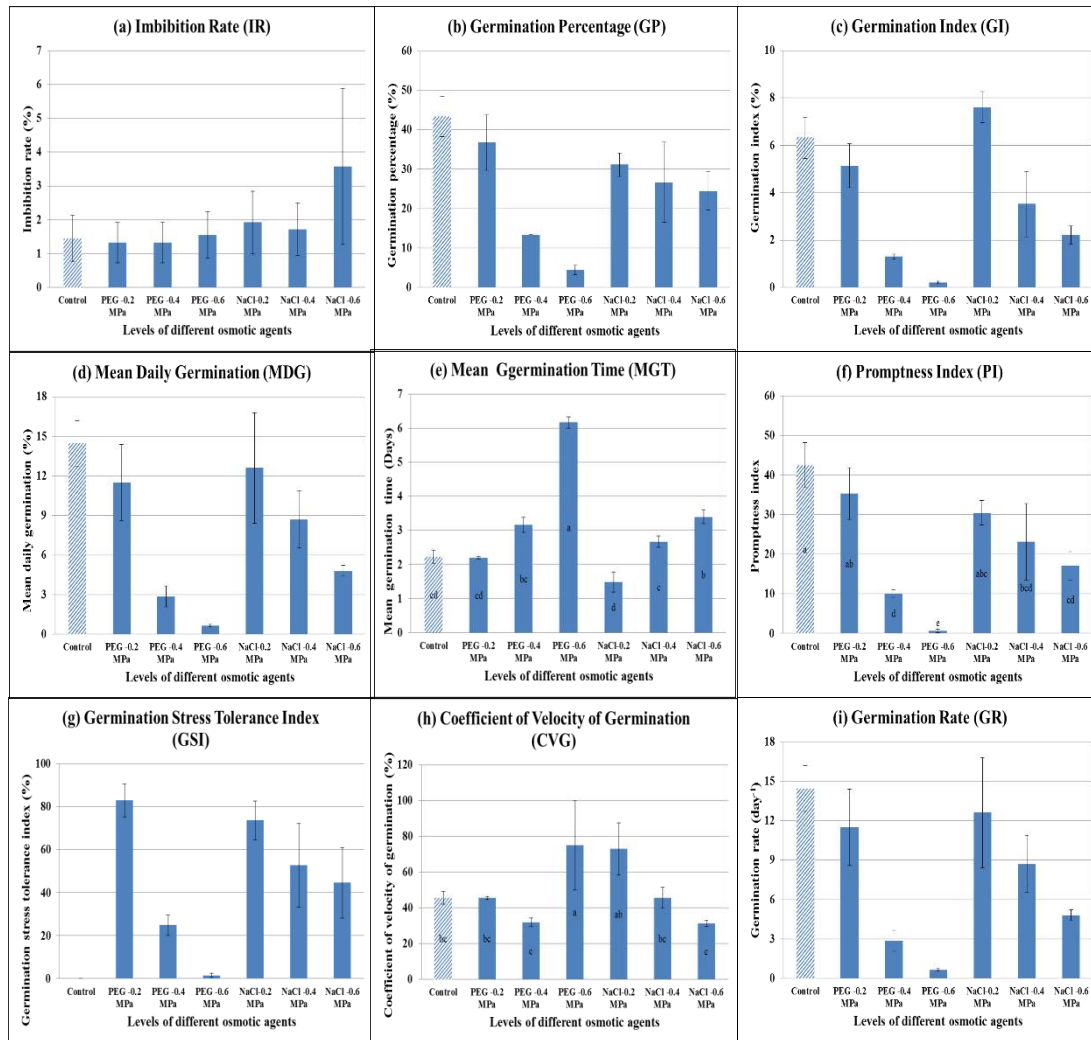 (a) Imbibition Rate (IR)
Imbibition rate (%)
7
6
5
4
3
2
1
0
Control
PEG -0.2 MPa
PEG -0.4 MPa
PEG -0.6 MPa
NaCl-0.2 MPa
NaCl -0.4 MPa
NaCl -0.6 MPa
Levels of different osmotic agents
(b) Germination Percentage (GP)
Germination percentage (%)
60
50
40
30
20
10
0
Control
PEG -0.2 MPa
PEG -0.4 MPa
PEG -0.6 MPa
NaCl-0.2 MPa
NaCl -0.4 MPa
NaCl -0.6 MPa
Levels of different osmotic agents
(c) Germination Index (GI)
Germination index (%)
10
8
6
4
2
0
Control
PEG -0.2 MPa
PEG -0.4 MPa
PEG -0.6 MPa
NaCl-0.2 MPa
NaCl -0.4 MPa
NaCl -0.6 MPa
Levels of different osmotic agents
(d) Mean Daily Germination (MDG)
Mean daily germination (%)
18
15
12
9
6
3
0
Control
PEG -0.2 MPa
PEG -0.4 MPa
PEG -0.6 MPa
NaCl-0.2 MPa
NaCl -0.4 MPa
NaCl -0.6 MPa
Levels of different osmotic agents
(e) Mean Ggermination Time (MGT)
Mean germination time (Days)
7
6
5
4
3
2
1
0
cd
cd
bc
a
d
c
b
Control
PEG -0.2 MPa
PEG -0.4 MPa
PEG -0.6 MPa
NaCl-0.2 MPa
NaCl -0.4 MPa
NaCl -0.6 MPa
Levels of different osmotic agents
(f) Promptness Index (PI)
Promptness index
60
50
40
30
20
10
0
a
ab
d
e
abc
bcd
cd
Control
PEG -0.2 MPa
PEG -0.4 MPa
PEG -0.6 MPa
NaCl-0.2 MPa
NaCl -0.4 MPa
NaCl -0.6 MPa
Levels of different osmotic agents
(g) Germination Stress Tolerance Index
(GSI)
Germination stress tolerance index (%)
100
80
60
40
20
0
Control
PEG -0.2 MPa
PEG -0.4 MPa
PEG -0.6 MPa
NaCl-0.2 MPa
NaCl -0.4 MPa
NaCl -0.6 MPa
Levels of different osmotic agents
(h) Coefficient of Velocity of Germination
(CVG)
Coefficient of velocity of germination (%)
120
100
80
60
40
20
0
bc
bc
c
a
ab
bc
c
Control
PEG -0.2 MPa
PEG -0.4 MPa
PEG -0.6 MPa
NaCl-0.2 MPa
NaCl -0.4 MPa
NaCl -0.6 MPa
Levels of different osmotic agents
(i) Germination Rate (GR)
Germination rate (day-1)
18
15
12
9
6
3
0
Control
PEG -0.2 MPa
PEG -0.4 MPa
PEG -0.6 MPa
NaCl-0.2 MPa
NaCl -0.4 MPa
NaCl -0.6 MPa
Levels of different osmotic agents